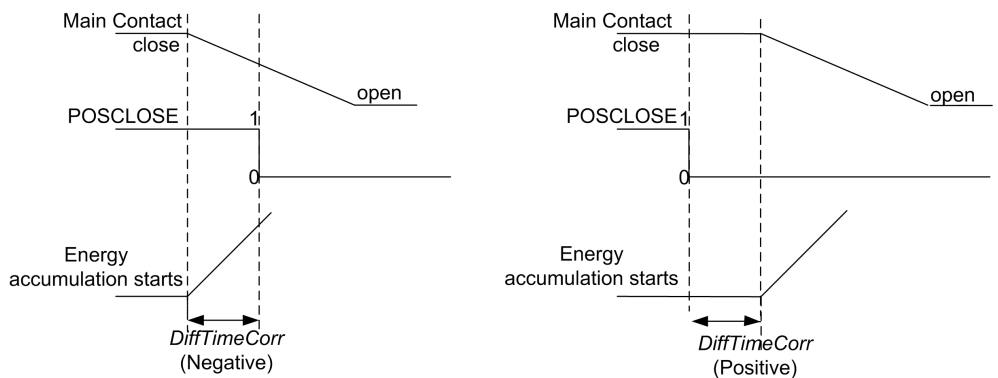 Main Contact
close
open
POSCLOSE 1
0
Energy
accumulation starts
DiffTimeCorr
(Negative)
Main Contact
close
open
POSCLOSE 1
0
Energy
accumulation starts
DiffTimeCorr
(Positive)